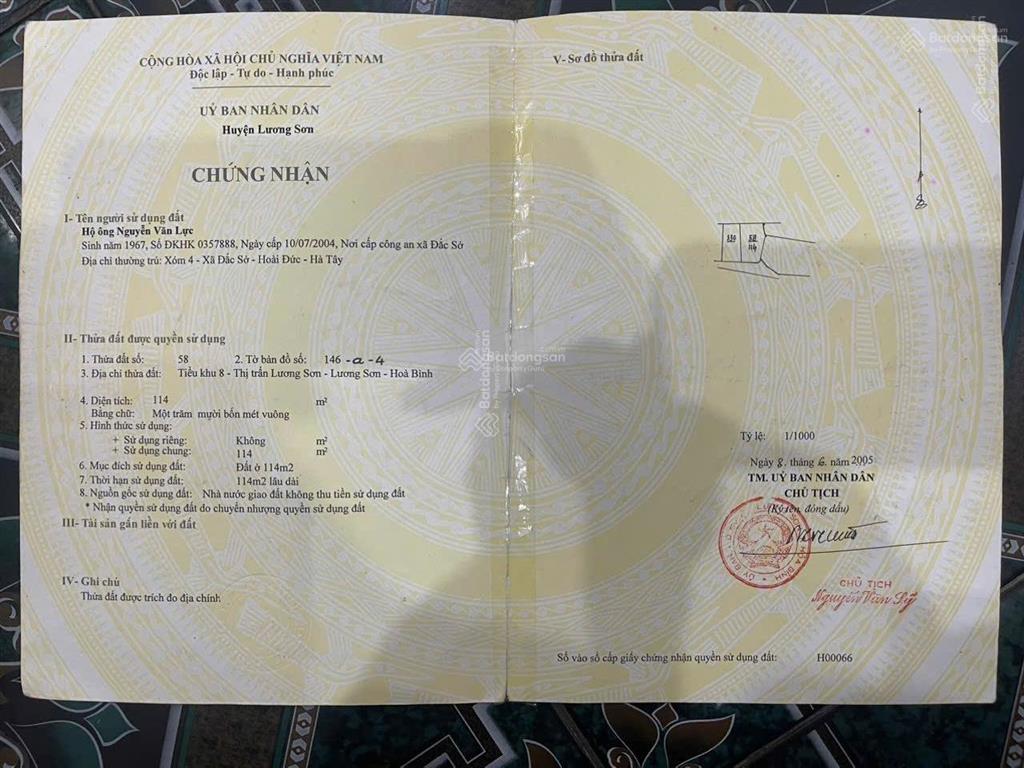 CỘNG HÒA XÃ HỘI CHỦ NGHĨA VIỆT NAM
Độc lập - Tự do - Hạnh phúc
UỶ BAN NHÂN DÂN
Huyện Lương Sơn
CHỨNG NHẬN
I- Tên người sử dụng đất
Hộ ông Nguyễn Văn Lực
Sinh năm 1967, Số ĐKHK 0357888, Ngày cấp 10/07/2004, Nơi cấp công an xã Đắc Sở
Địa chỉ thường trú: Xóm 4 - Xã Đắc Sở - Hoài Đức - Hà Tây
II- Thửa đất được quyền sử dụng
1. Thửa đất số: 58 2. Tờ bản đồ số: 146 -a-4
3. Địa chỉ thửa đất: Tiểu khu 8 - Thị trấn Lương Sơn - Lương Sơn - Hoà Bình
4. Diện tích: 114 m²
Bằng chữ: Một trăm mười bốn mét vuông
5. Hình thức sử dụng:
+ Sử dụng riêng: Không m²
+ Sử dụng chung: 114 m²
6. Mục đích sử dụng đất: Đất ở 114m2
7. Thời hạn sử dụng đất: 114m2 lâu dài
8. Nguồn gốc sử dụng đất: Nhà nước giao đất không thu tiền sử dụng đất
* Nhận quyền sử dụng đất do chuyển nhượng quyền sử dụng đất
III- Tài sản gắn liền với đất
IV- Ghi chú
Thửa đất được trích đo địa chính
V- Sơ đồ thửa đất
58
114
Tỷ lệ: 1/1000
Ngày 8. tháng 6. năm 2005
TM. UỶ BAN NHÂN DÂN
CHỦ TỊCH
(Ký tên, đóng dấu)
CHỦ TỊCH
Nguyễn Văn Sỹ
Số vào sổ cấp giấy chứng nhận quyền sử dụng đất: H00066
Batdongsan
by PropertyGuru